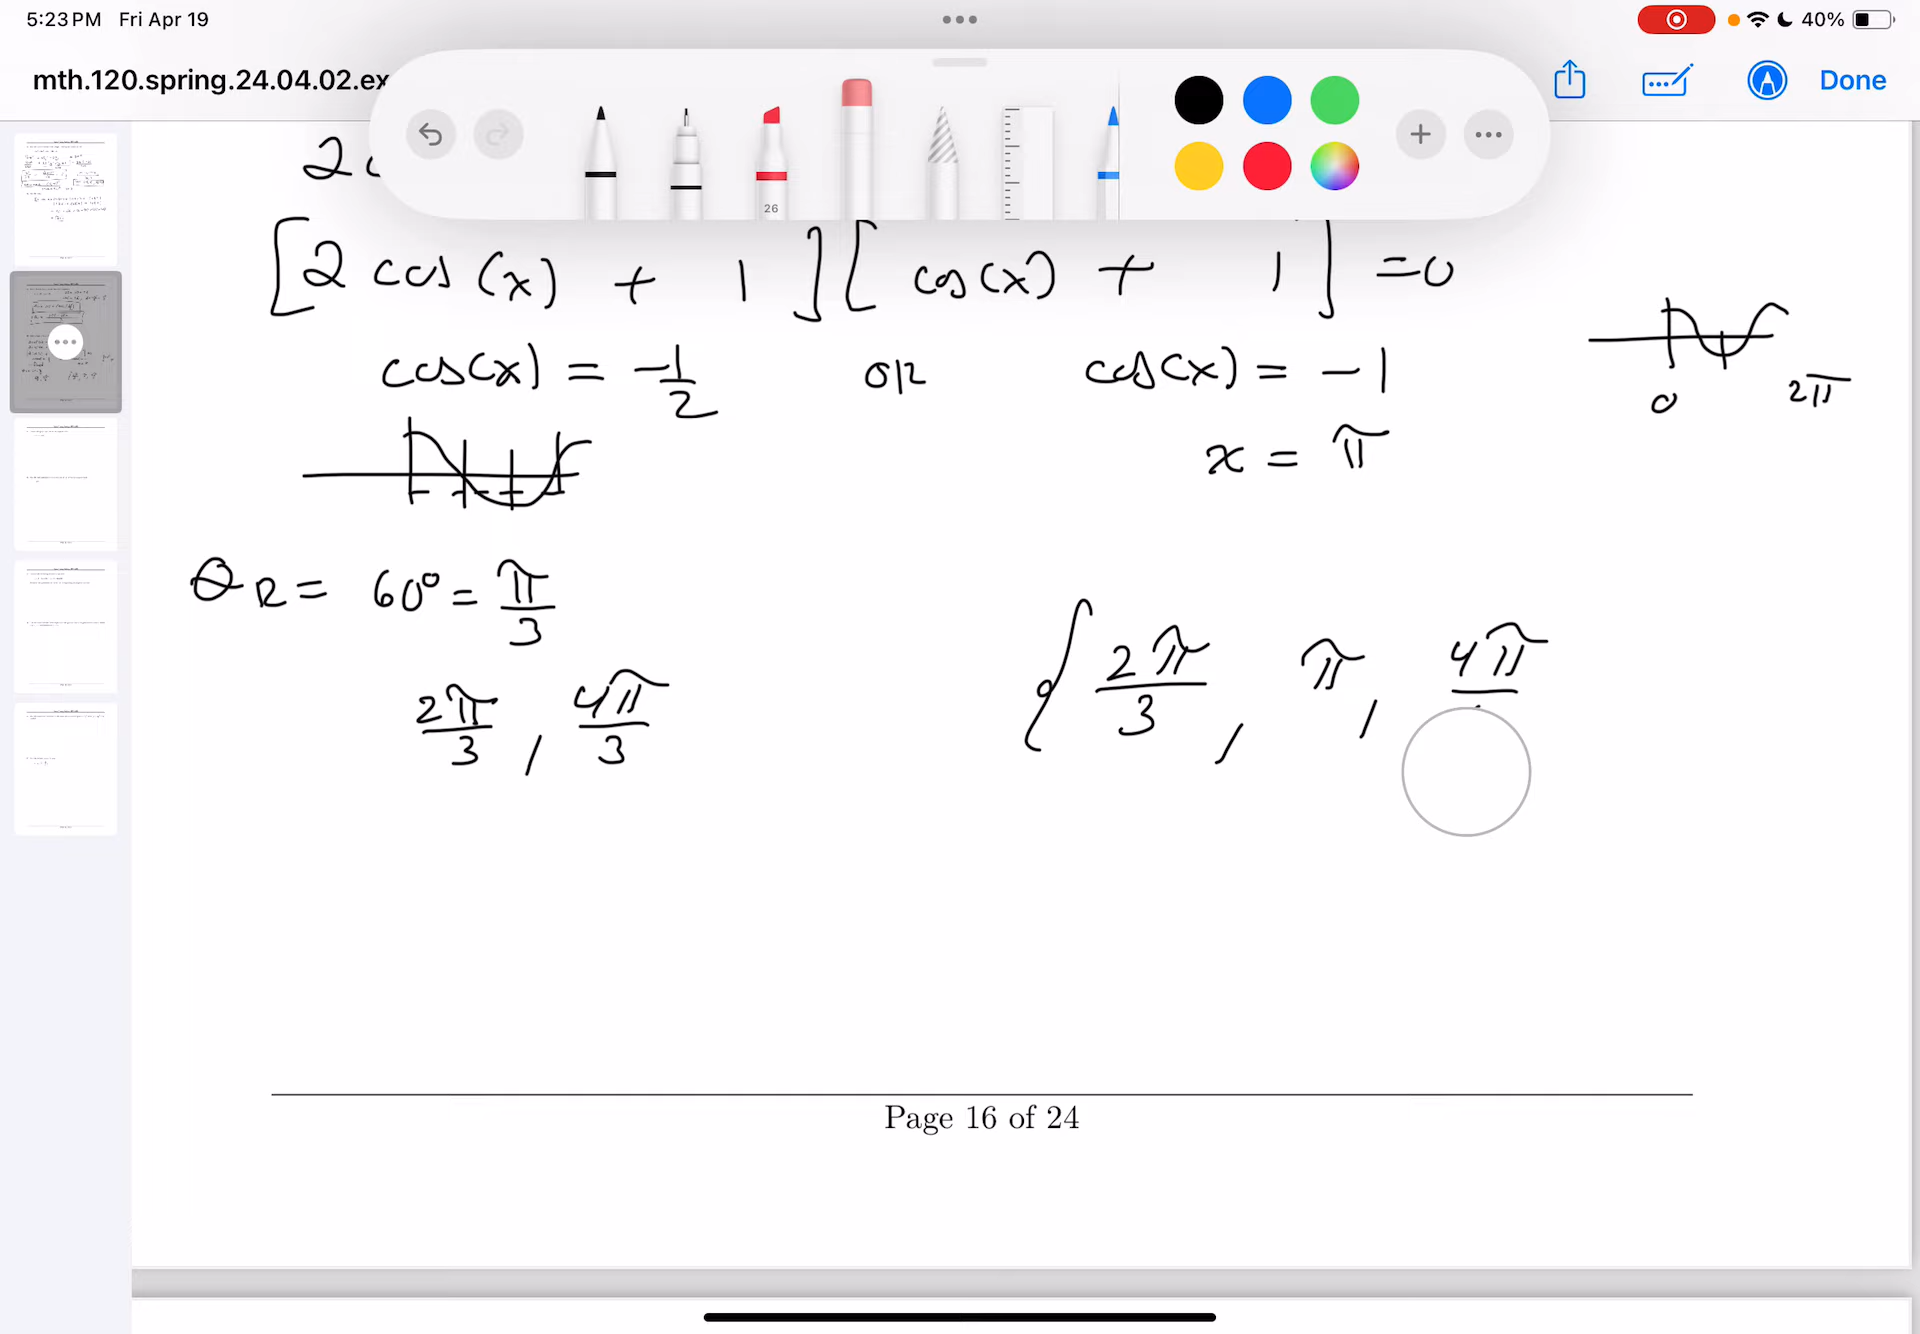 5:23 PM Fri Apr 19
40%
mth.120.spring.24.04.02.ex
Done
26
2c
[2 cos(x) + 1][cos(x) + 1] = 0
cos(x) = -1/2 OR cos(x) = -1
0 2π
x = π
θR = 60° = π/3
2π/3, 4π/3
{2π/3, π, 4π
Page 16 of 24